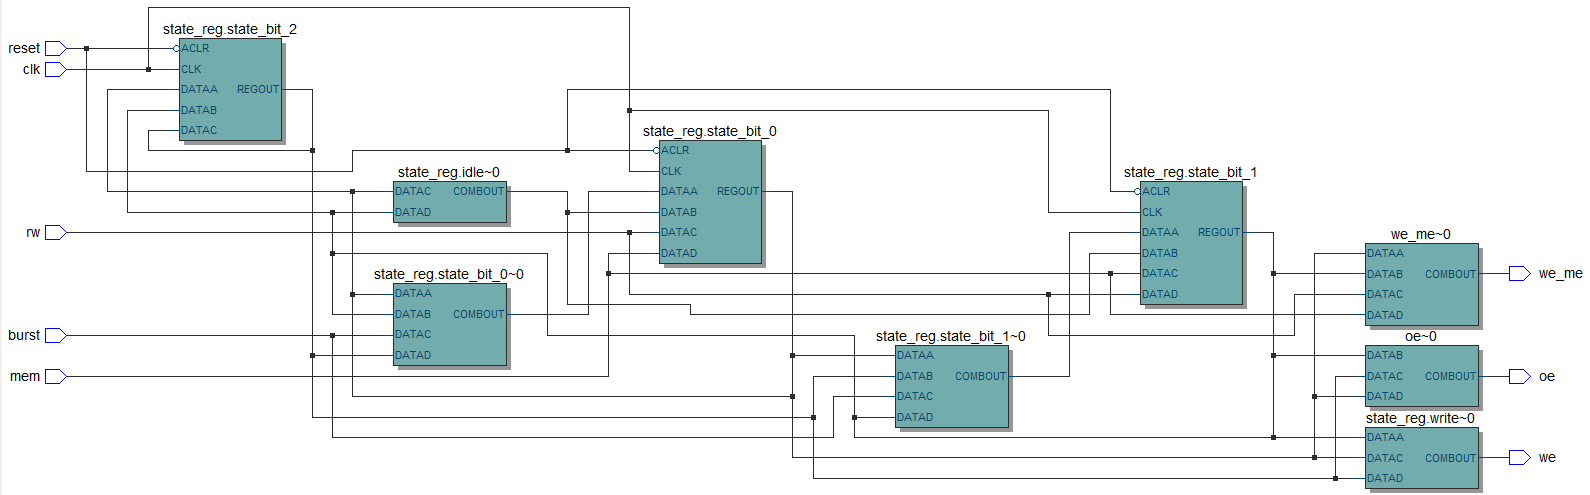 state_reg.state_bit_2
reset
ACLR
clk
CLK
DATAA REGOUT
DATAB
DATAC
state_reg.state_bit_0
ACLR
CLK
DATAA REGOUT
DATAB
DATAC
DATAD
state_reg.idle~0
DATAC COMBOUT
DATAD
state_reg.state_bit_1
ACLR
CLK
DATAA REGOUT
DATAB
DATAC
DATAD
rw
state_reg.state_bit_0~0
DATAA
DATAB COMBOUT
DATAC
DATAD
burst
mem
we_me~0
DATAA
DATAB COMBOUT
DATAC
DATAD
we_me
state_reg.state_bit_1~0
DATAA
DATAB COMBOUT
DATAC
DATAD
oe~0
DATAB
DATAC COMBOUT
DATAD
oe
state_reg.write~0
DATAA
DATAC COMBOUT
DATAD
we